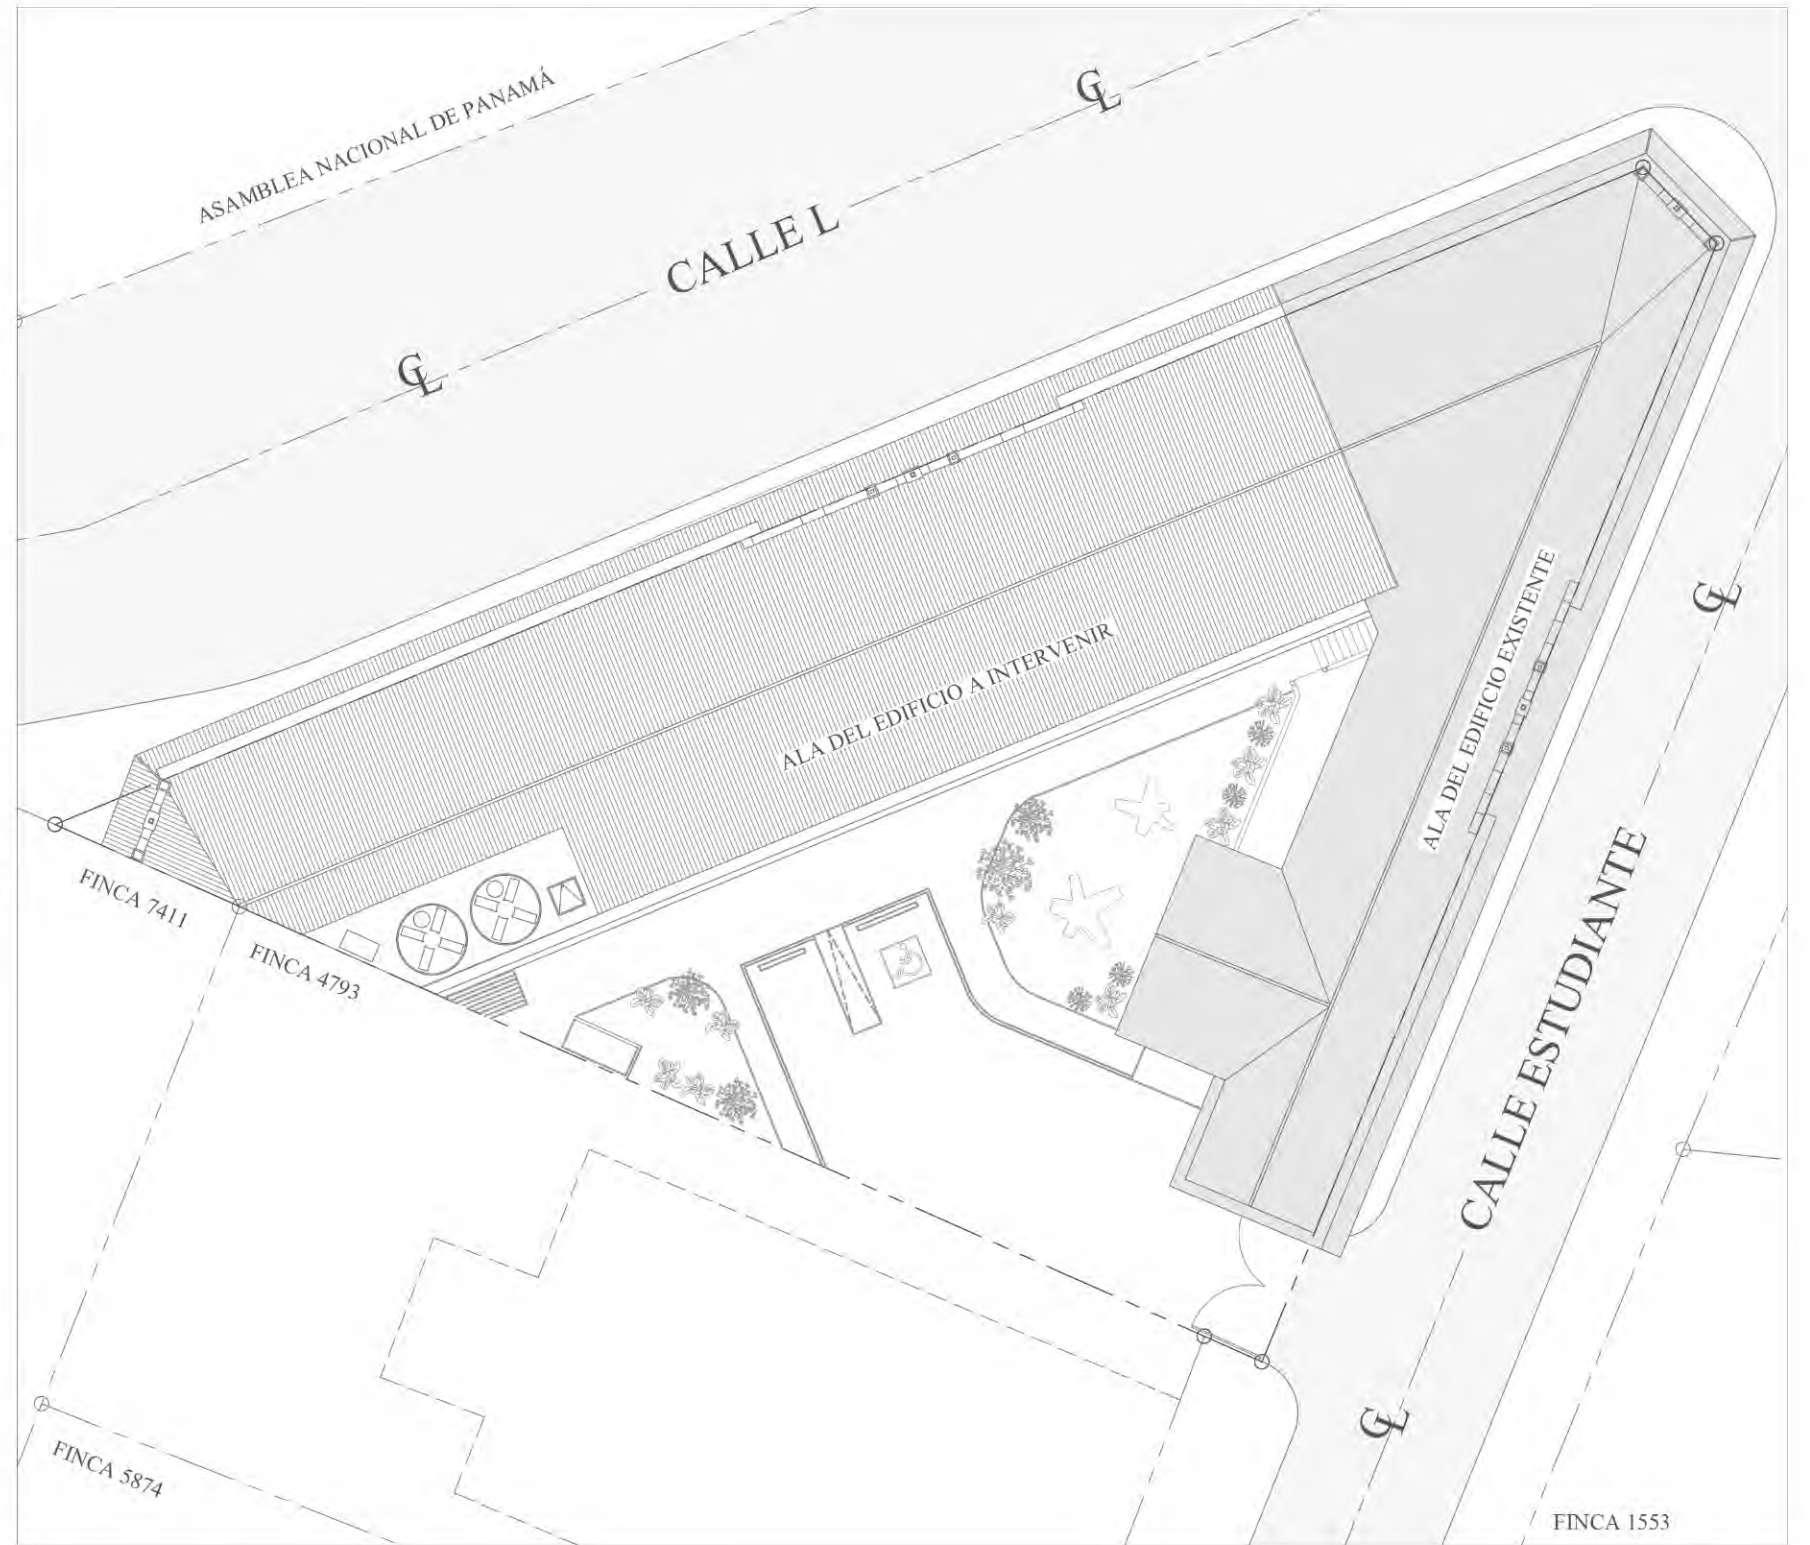 ASAMBLEA NACIONAL DE PANAMÁ
CL
CALLE L
CL
ALA DEL EDIFICIO A INTERVENIR
ALA DEL EDIFICIO EXISTENTE
CL
FINCA 7411
FINCA 4793
CALLE ESTUDIANTE
CL
FINCA 5874
FINCA 1553